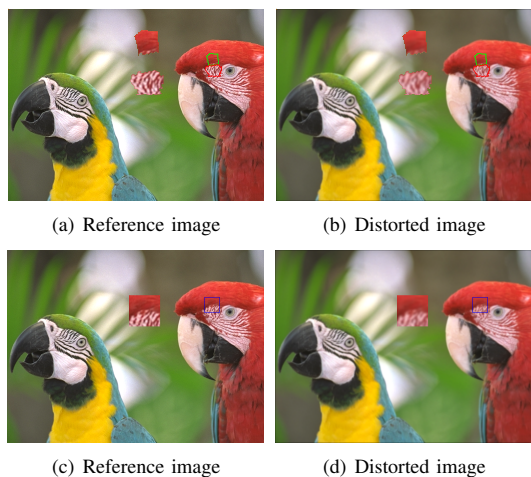 (a) Reference image
(b) Distorted image
(c) Reference image
(d) Distorted image